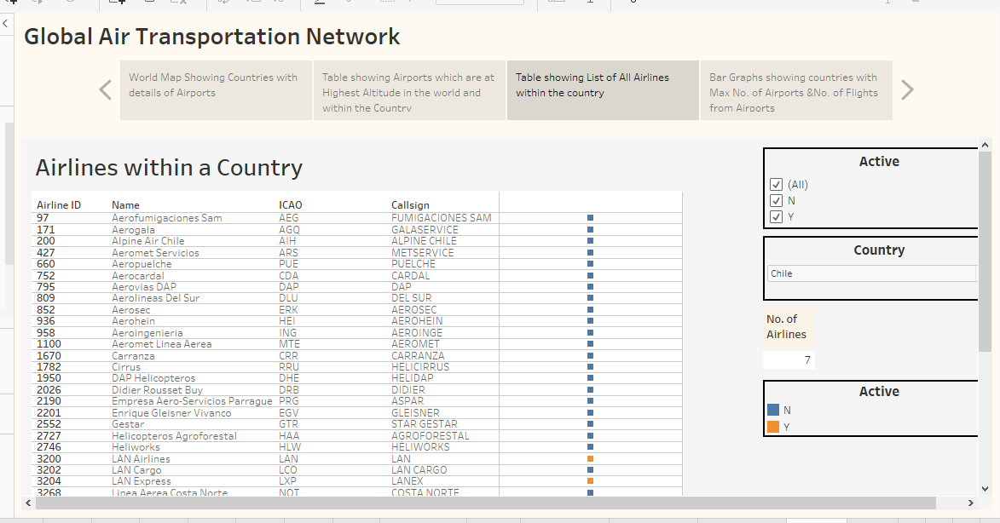 Global Air Transportation Network
World Map Showing Countries with
details of Airports
Table showing Airports which are at
Highest Altitude in the world and
within the Country
Table showing List of All Airlines
within the country
Bar Graphs showing countries with
Max No. of Airports &No. of Flights
from Airports
Airlines within a Country
Airline ID Name ICAO Callsign
97 Aerofumigaciones Sam AEG FUMIGACIONES SAM
171 Aerogala AGQ GALASERVICE
200 Alpine Air Chile AIH ALPINE CHILE
427 Aeromet Servicios ARS METSERVICE
660 Aeropuelche PUE PUELCHE
752 Aerocardal CDA CARDAL
795 Aerovias DAP DAP DAP
809 Aerolineas Del Sur DLU DEL SUR
852 Aerosec ERK AEROSEC
936 Aerohein HEI AEROHEIN
958 Aeroingenieria ING AEROINGE
1100 Aeromet Linea Aerea MTE AEROMET
1670 Carranza CRR CARRANZA
1782 Cirrus RRU HELICIRRUS
1950 DAP Helicopteros DHE HELIDAP
2026 Didier Rousset Buy DRB DIDIER
2190 Empresa Aero-Servicios Parrague PRG ASPAR
2201 Enrique Gleisner Vivanco EGV GLEISNER
2552 Gestar GTR STAR GESTAR
2727 Helicopteros Agroforestal HAA AGROFORESTAL
2746 Heliworks HLW HELIWORKS
3200 LAN Airlines LAN LAN
3202 LAN Cargo LCO LAN CARGO
3204 LAN Express LXP LANEX
3268 Linea Aerea Costa Norte NOT COSTA NORTE
Active
(All)
N
Y
Country
Chile
No. of
Airlines
7
Active
N
Y